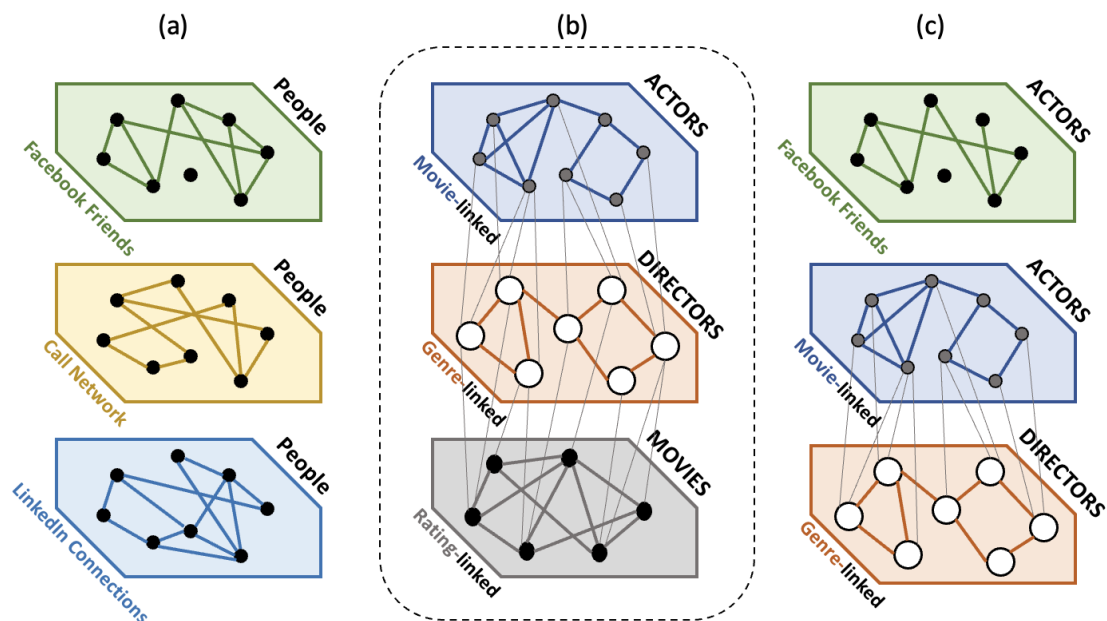 (a)
People
Facebook Friends
People
Call Network
People
LinkedIn Connections
(b)
ACTORS
Movie-linked
DIRECTORS
Genre-linked
MOVIES
Rating-linked
(c)
ACTORS
Facebook Friends
ACTORS
Movie-linked
DIRECTORS
Genre-linked